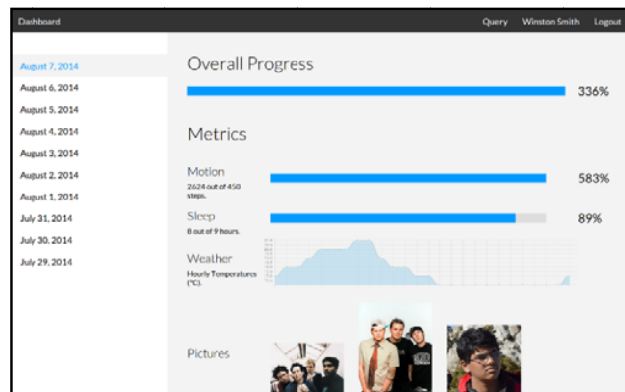 Dashboard
Query Winston Smith Logout
August 7, 2014
August 6, 2014
August 5, 2014
August 4, 2014
August 3, 2014
August 2, 2014
August 1, 2014
July 31, 2014
July 30, 2014
July 29, 2014
Overall Progress
336%
Metrics
Motion
2624 out of 450
steps.
583%
Sleep
8 out of 9 hours.
89%
Weather
Hourly Temperatures
(°C).
Pictures